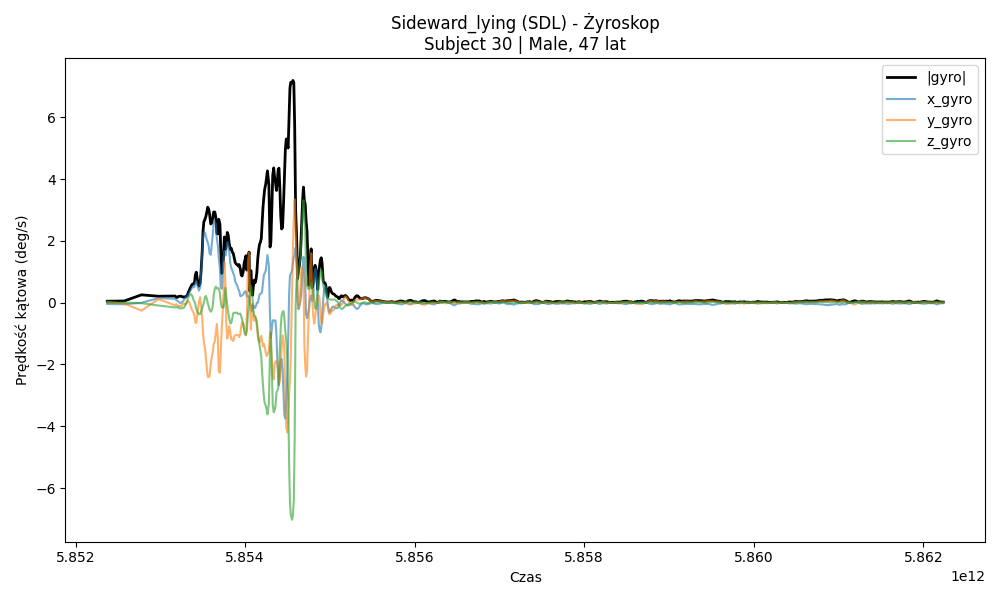 Sideward_lying (SDL) - Żyroskop
Subject 30 | Male, 47 lat
|gyro|
x_gyro
y_gyro
z_gyro
Prędkość kątowa (deg/s)
6
4
2
0
−2
−4
−6
5.852 5.854 5.856 5.858 5.860 5.862
1e12
Czas